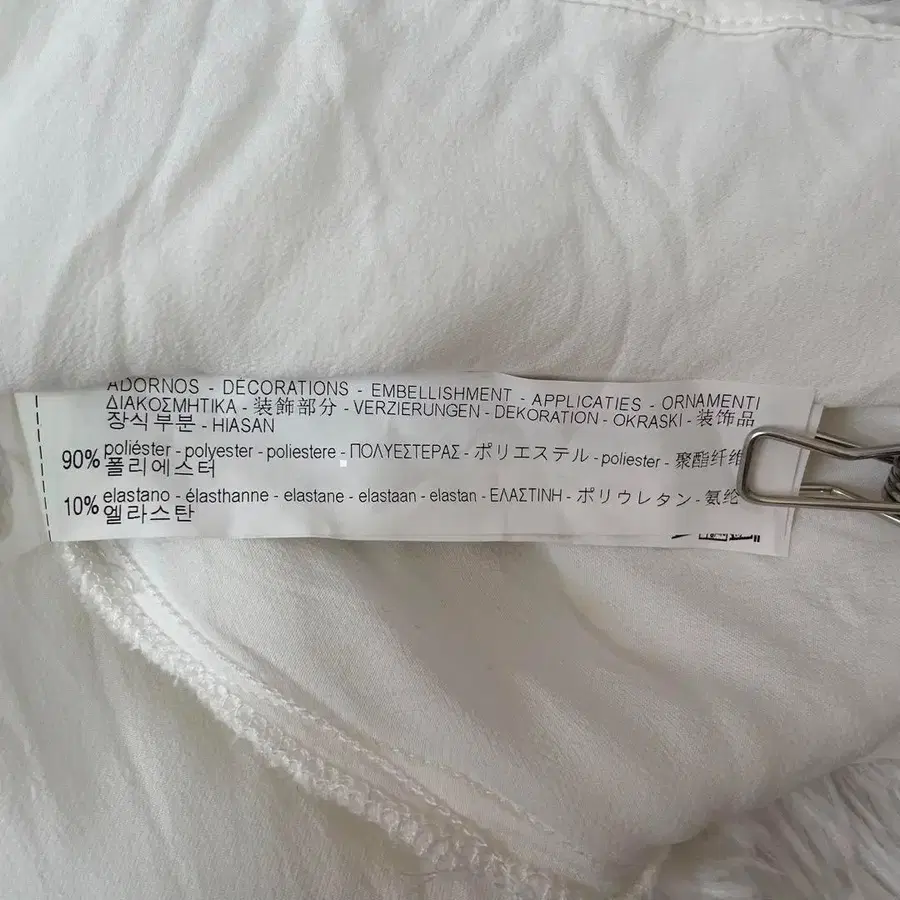 ADORNOS - DÉCORATIONS - EMBELLISHMENT - APPLICATIES - ORNAMENTI
ΔΙΑΚΟΣΜΗΤΙΚΑ - 装飾部分 - VERZIERUNGEN - DEKORATION - OKRASKI - 装饰品
장식 부분 - HIASAN
90% poliéster - polyester - poliestere - ΠΟΛΥΕΣΤΕΡΑΣ - ポリエステル - poliester - 聚酯纤维
폴리에스터
10% elastano - élasthanne - elastane - elastaan - elastan - ΕΛΑΣΤΙΝΗ - ポリウレタン - 氨纶
엘라스탄